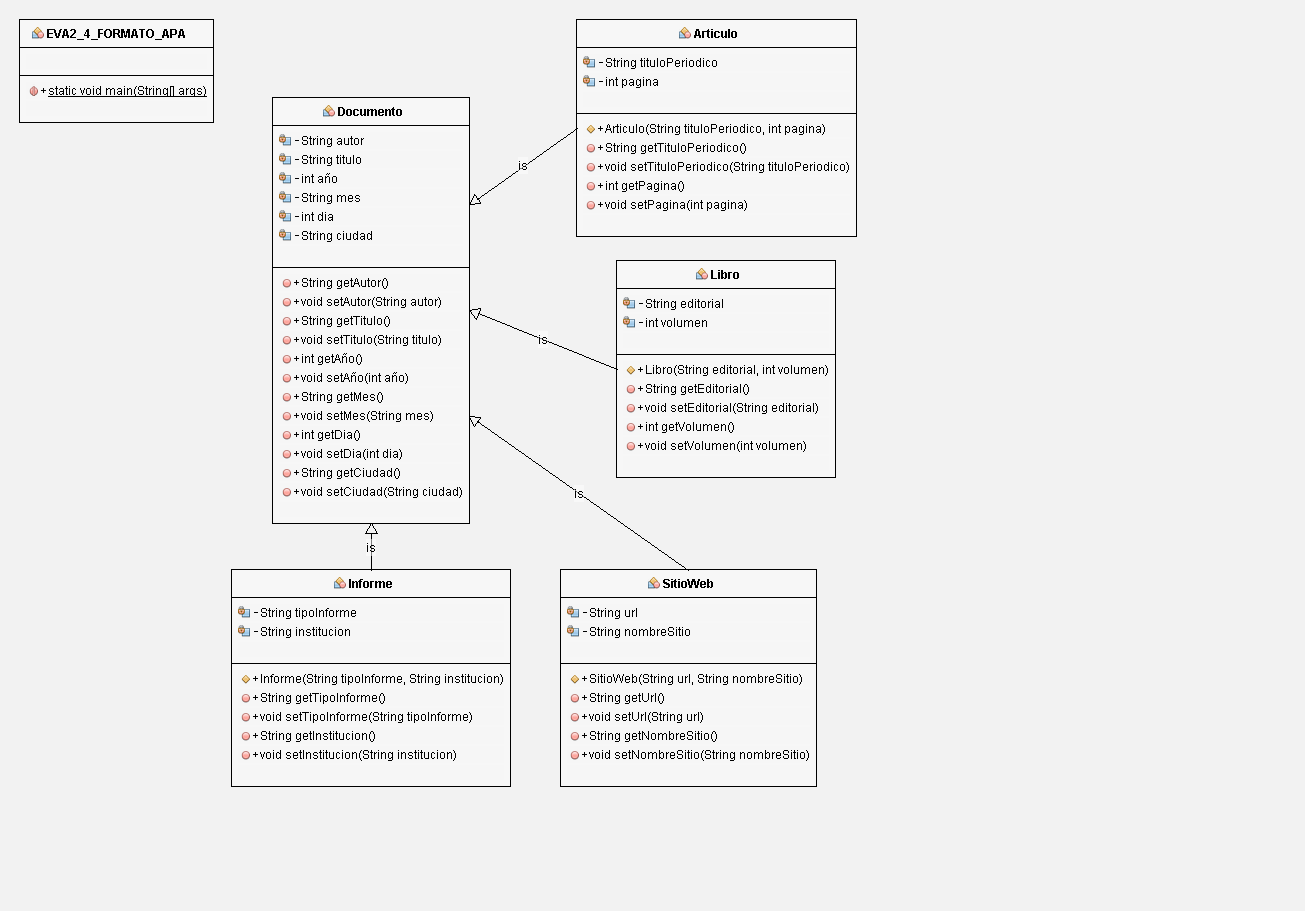 EVA2_4_FORMATO_APA
+static void main(String[] args)
Documento
-String autor
-String titulo
-int año
-String mes
-int dia
-String ciudad
+String getAutor()
+void setAutor(String autor)
+String getTitulo()
+void setTitulo(String titulo)
+int getAño()
+void setAño(int año)
+String getMes()
+void setMes(String mes)
+int getDia()
+void setDia(int dia)
+String getCiudad()
+void setCiudad(String ciudad)
is
is
is
is
Articulo
-String tituloPeriodico
-int pagina
+Articulo(String tituloPeriodico, int pagina)
+String getTituloPeriodico()
+void setTituloPeriodico(String tituloPeriodico)
+int getPagina()
+void setPagina(int pagina)
Libro
-String editorial
-int volumen
+Libro(String editorial, int volumen)
+String getEditorial()
+void setEditorial(String editorial)
+int getVolumen()
+void setVolumen(int volumen)
Informe
-String tipoInforme
-String institucion
+Informe(String tipoInforme, String institucion)
+String getTipoInforme()
+void setTipoInforme(String tipoInforme)
+String getInstitucion()
+void setInstitucion(String institucion)
SitioWeb
-String url
-String nombreSitio
+SitioWeb(String url, String nombreSitio)
+String getUrl()
+void setUrl(String url)
+String getNombreSitio()
+void setNombreSitio(String nombreSitio)